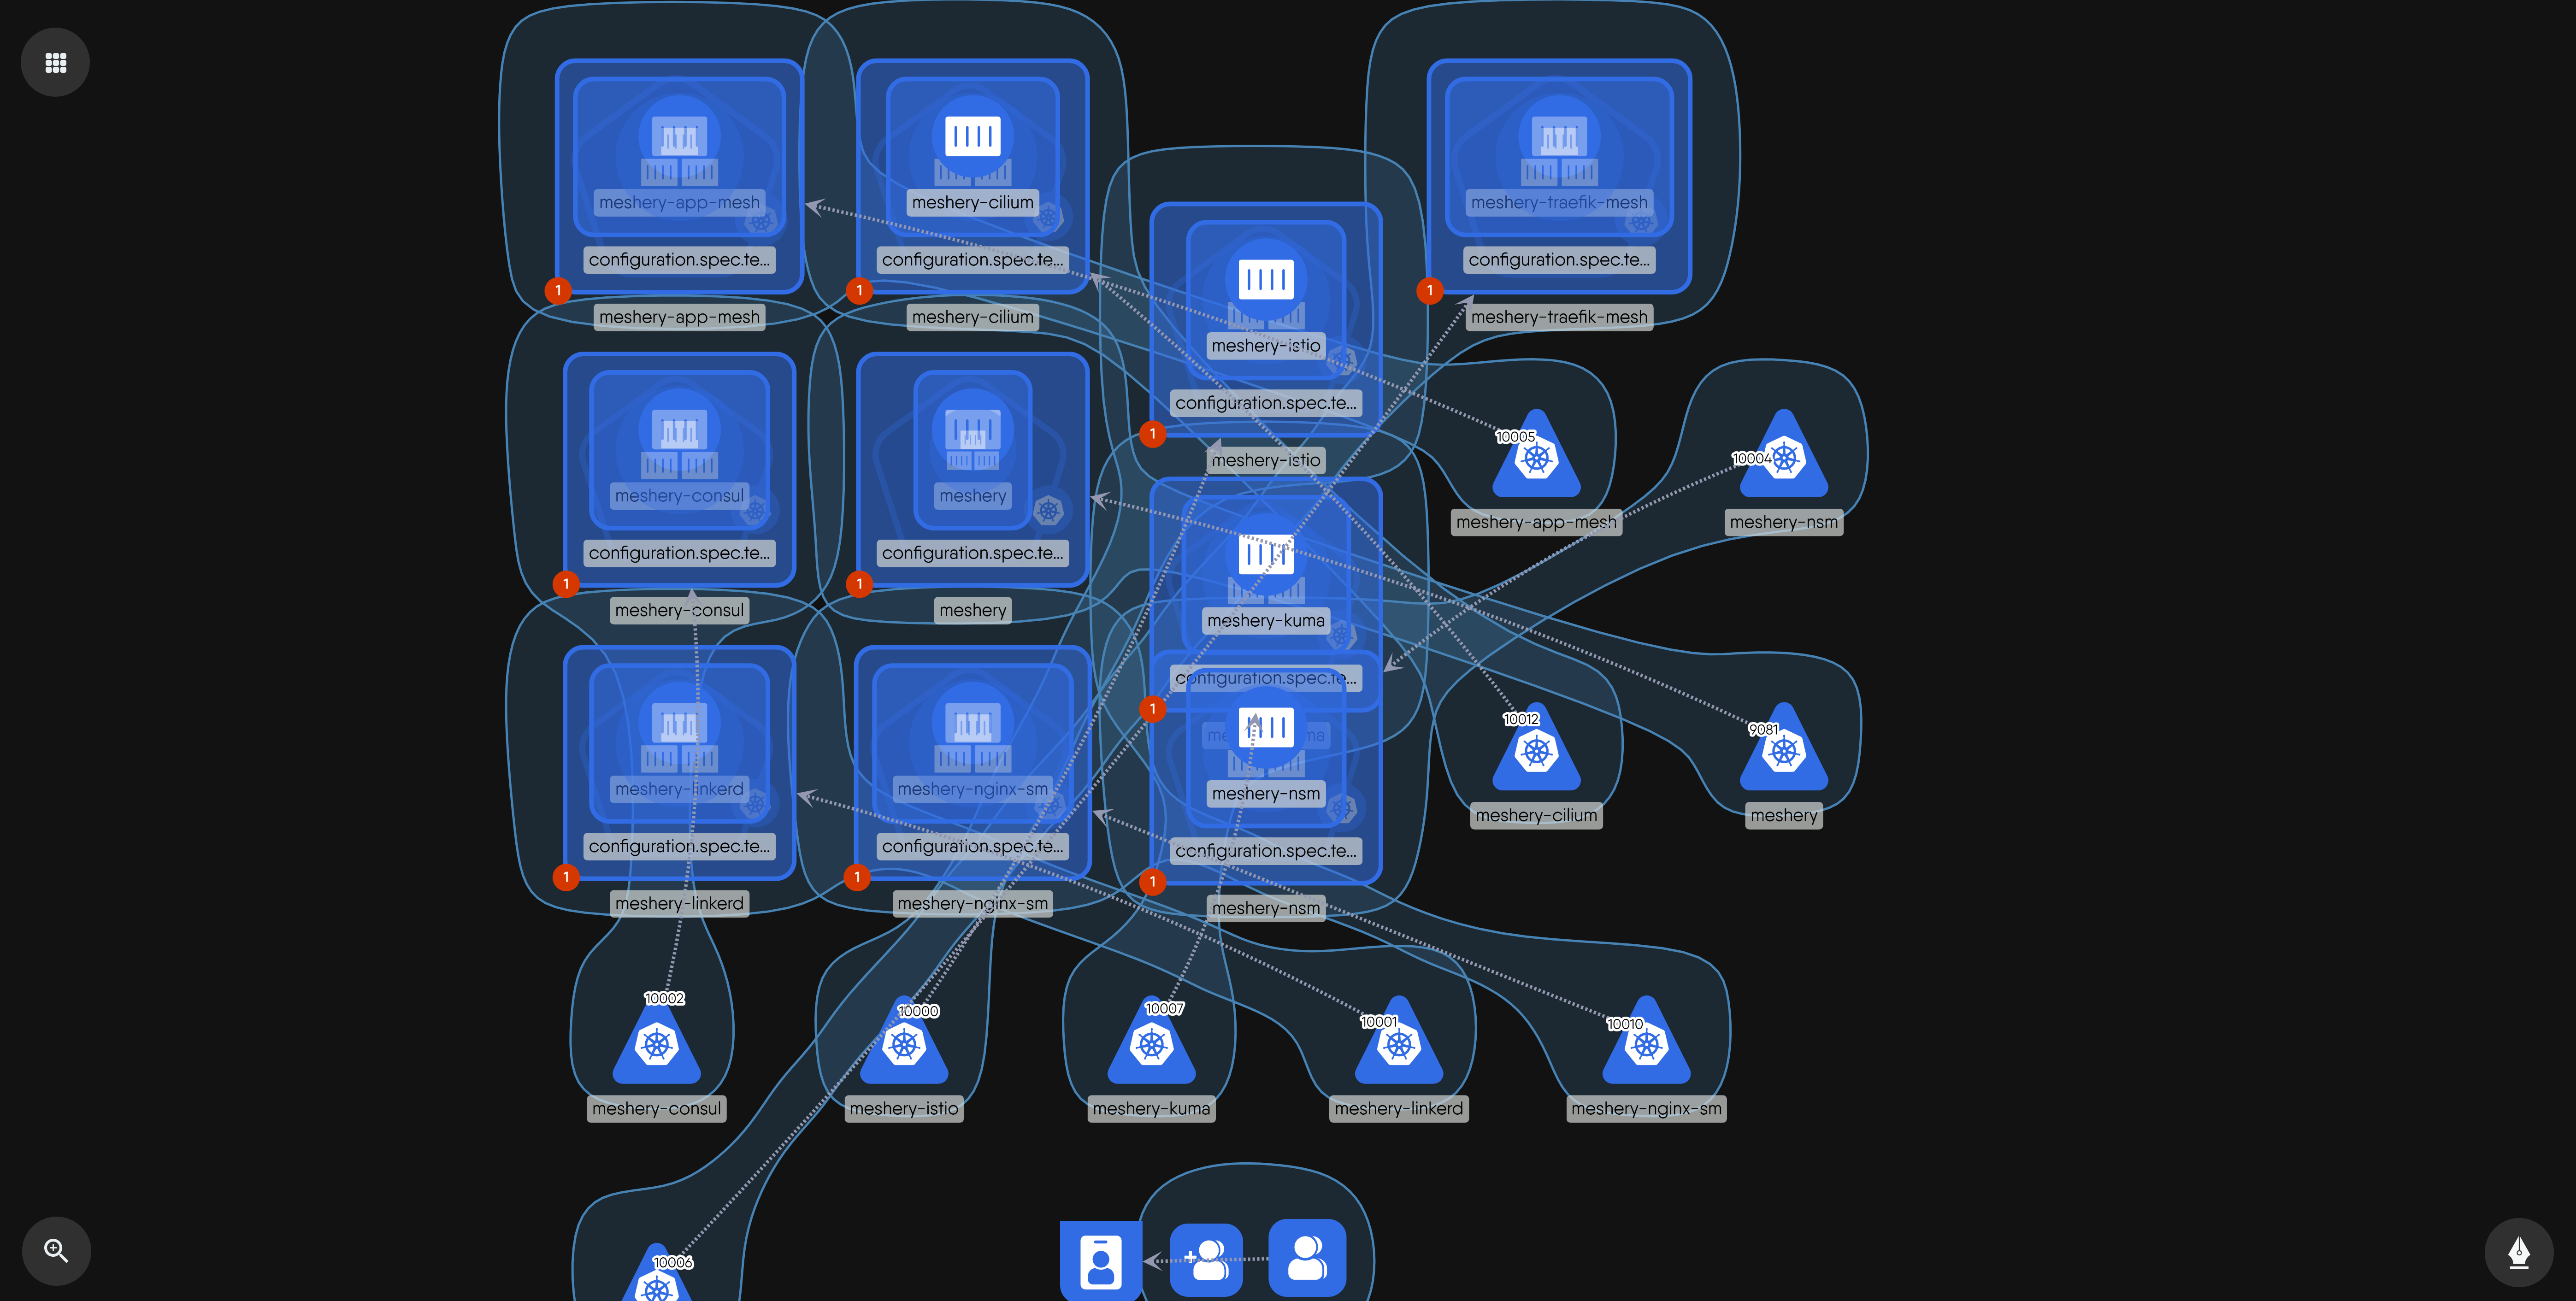 meshery-app-mesh
configuration.spec.te...
1
meshery-app-mesh
meshery-cilium
configuration.spec.te...
1
meshery-cilium
meshery-istio
configuration.spec.te...
1
meshery-istio
meshery-traefik-mesh
configuration.spec.te...
1
meshery-traefik-mesh
meshery-consul
configuration.spec.te...
1
meshery-consul
meshery
configuration.spec.te...
1
meshery
meshery-kuma
configuration.spec.te...
1
10005
meshery-app-mesh
10004
meshery-nsm
meshery-linkerd
configuration.spec.te...
1
meshery-linkerd
meshery-nginx-sm
configuration.spec.te...
1
meshery-nginx-sm
meshery-nsm
configuration.spec.te...
1
meshery-nsm
10012
meshery-cilium
9081
meshery
10002
meshery-consul
10000
meshery-istio
10007
meshery-kuma
10001
meshery-linkerd
10010
meshery-nginx-sm
10006